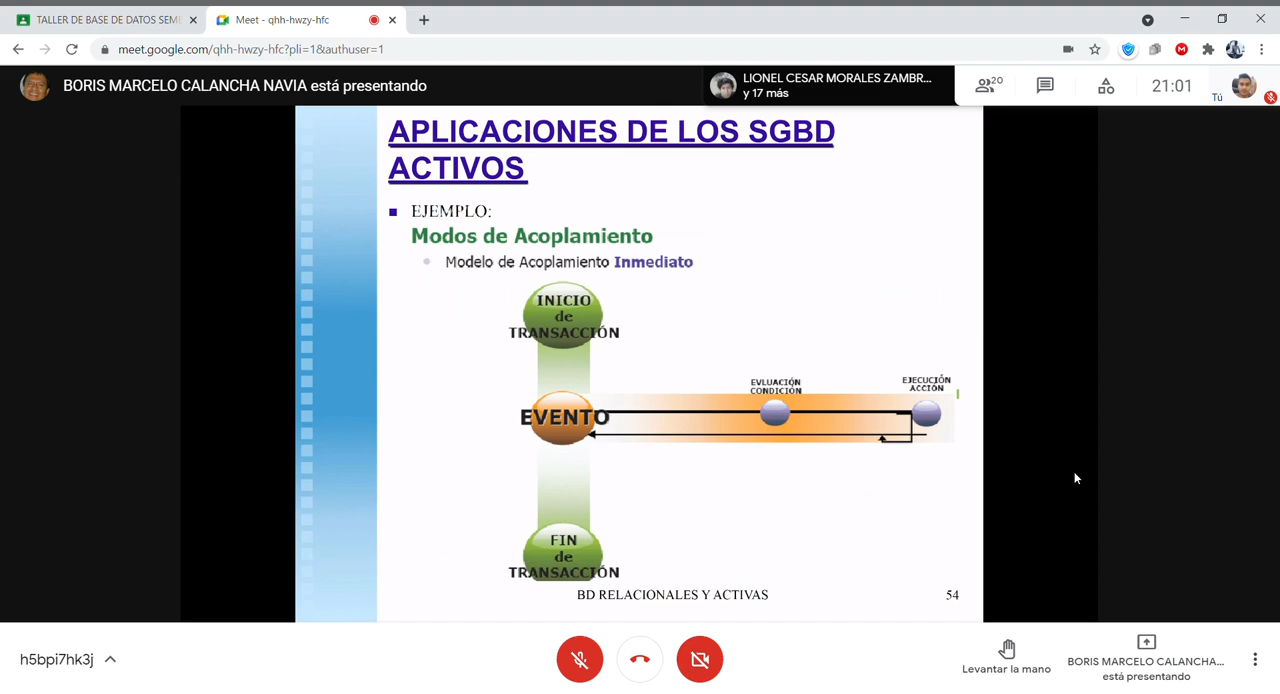 TALLER DE BASE DE DATOS SEM
Meet - qhh-hwzy-hfc
meet.google.com/qhh-hwzy-hfc?pli=1&authuser=1
BORIS MARCELO CALANCHA NAVIA está presentando
LIONEL CESAR MORALES ZAMBR...
y 17 más
20
21:01
Tú
APLICACIONES DE LOS SGBD
ACTIVOS
EJEMPLO:
Modos de Acoplamiento
Modelo de Acoplamiento Inmediato
INICIO
de
TRANSACCIÓN
EVLUACIÓN
CONDICIÓN
EJECUCIÓN
ACCIÓN
EVENTO
FIN
de
TRANSACCIÓN
BD RELACIONALES Y ACTIVAS
54
h5bpi7hk3j
Levantar la mano
BORIS MARCELO CALANCHA...
está presentando